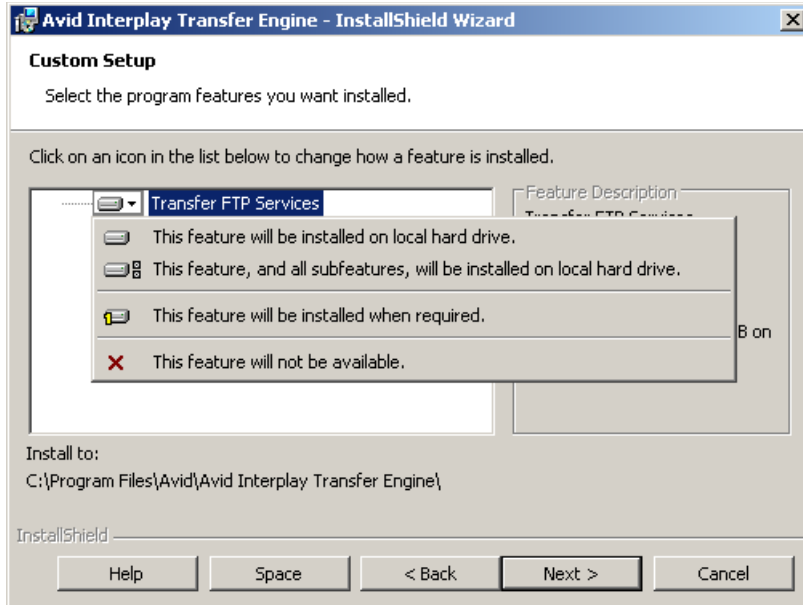 Avid Interplay Transfer Engine - InstallShield Wizard
Custom Setup
Select the program features you want installed.
Click on an icon in the list below to change how a feature is installed.
Transfer FTP Services
Feature Description
Transfer FTP Services
This feature will be installed on local hard drive.
This feature, and all subfeatures, will be installed on local hard drive.
This feature will be installed when required.
B on
This feature will not be available.
Install to:
C:\Program Files\Avid\Avid Interplay Transfer Engine\
InstallShield
Help
Space
< Back
Next >
Cancel